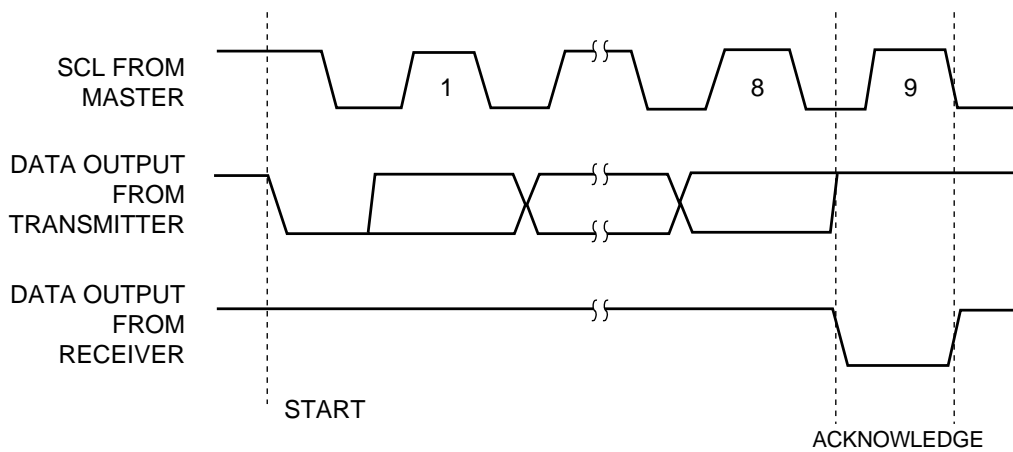 SCL FROM
MASTER
1
8
9
DATA OUTPUT
FROM
TRANSMITTER
DATA OUTPUT
FROM
RECEIVER
START
ACKNOWLEDGE